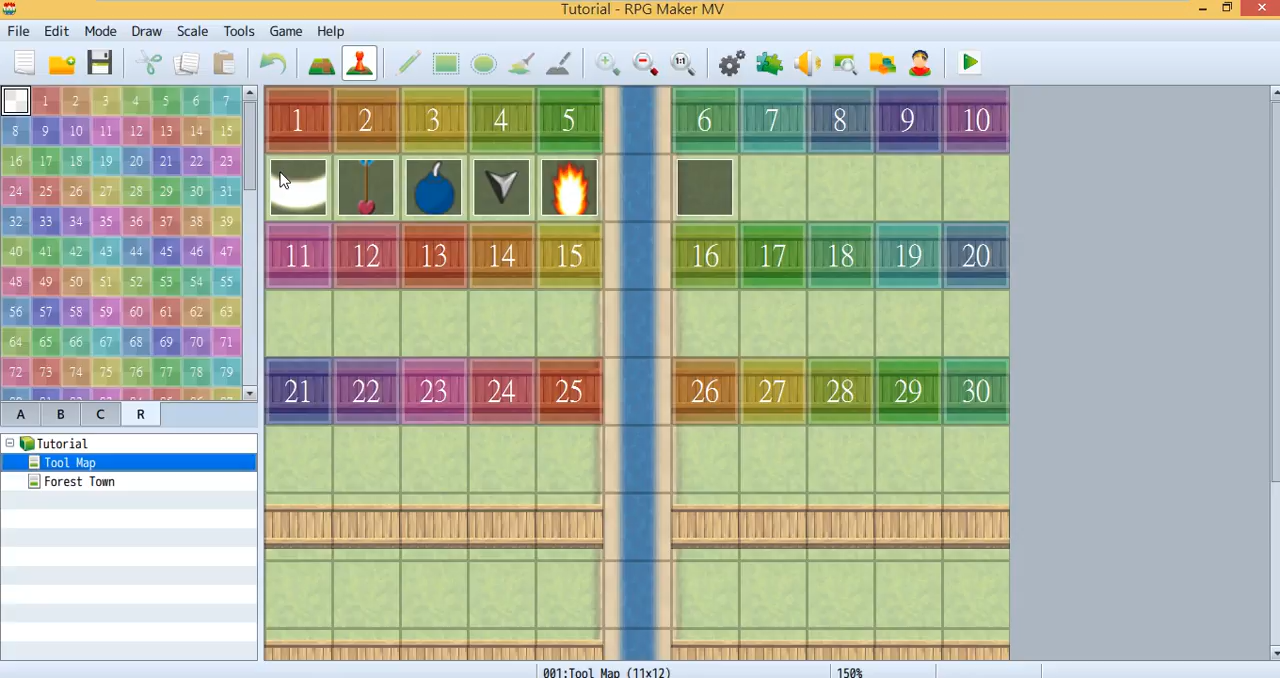 Tutorial - RPG Maker MV
File Edit Mode Draw Scale Tools Game Help
1:1
1 2 3 4 5 6 7
8 9 10 11 12 13 14 15
16 17 18 19 20 21 22 23
24 25 26 27 28 29 30 31
32 33 34 35 36 37 38 39
40 41 42 43 44 45 46 47
48 49 50 51 52 53 54 55
56 57 58 59 60 61 62 63
64 65 66 67 68 69 70 71
72 73 74 75 76 77 78 79
A B C R
Tutorial
Tool Map
Forest Town
1 2 3 4 5 6 7 8 9 10
11 12 13 14 15 16 17 18 19 20
21 22 23 24 25 26 27 28 29 30
001:Tool Map (11x12) 150%